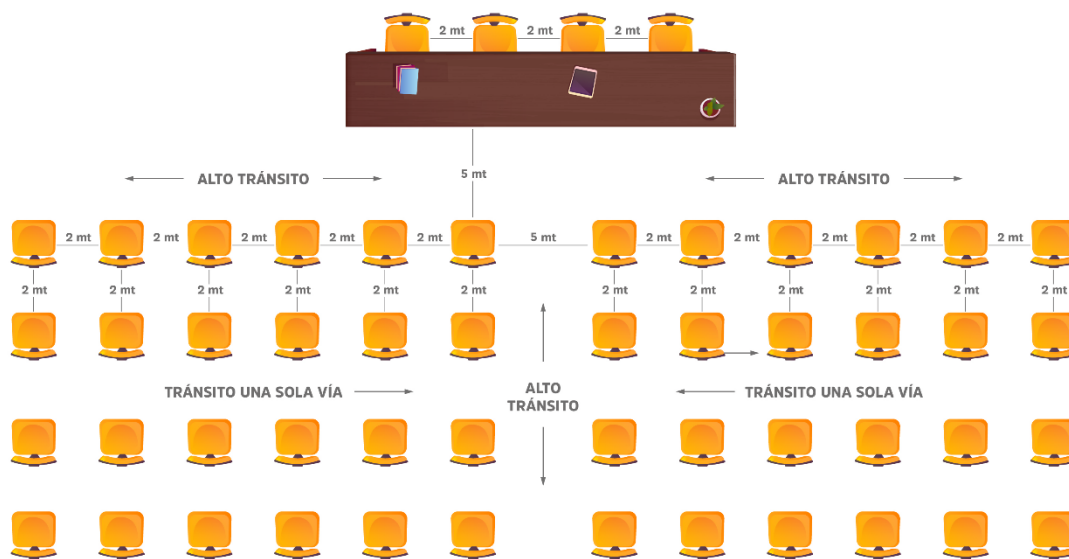 2 mt 2 mt 2 mt
5 mt
ALTO TRÁNSITO ALTO TRÁNSITO
2 mt 2 mt 2 mt 2 mt 2 mt 5 mt 2 mt 2 mt 2 mt 2 mt 2 mt
2 mt 2 mt 2 mt 2 mt 2 mt 2 mt 2 mt 2 mt 2 mt 2 mt 2 mt 2 mt
TRÁNSITO UNA SOLA VÍA
ALTO
TRÁNSITO
TRÁNSITO UNA SOLA VÍA